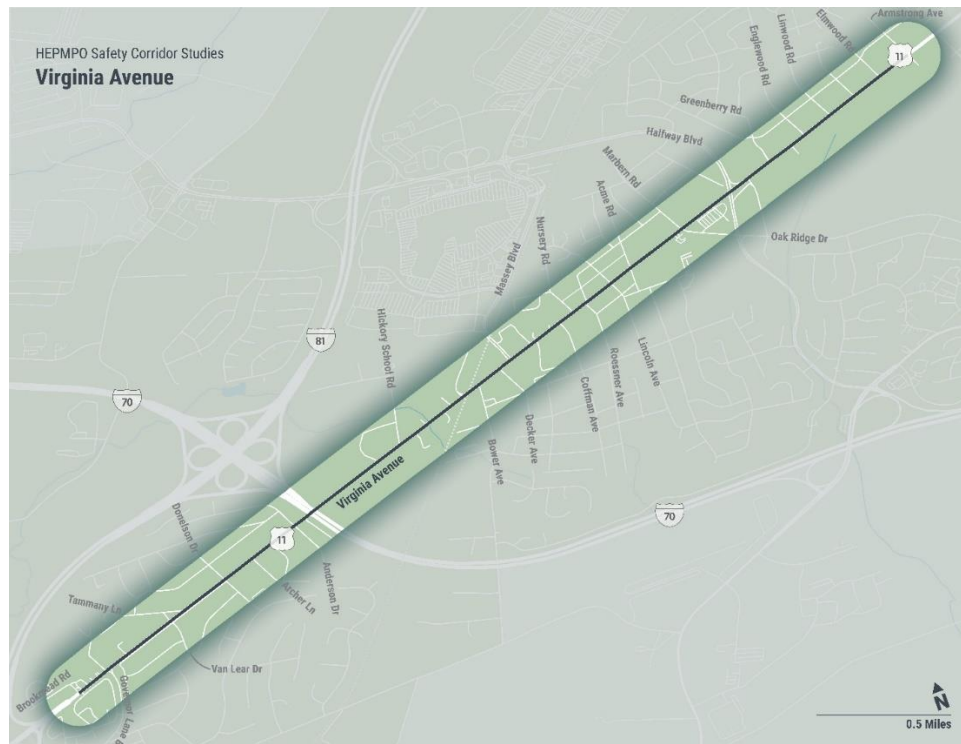 HEPMPO Safety Corridor Studies
Virginia Avenue
Armstrong Ave
Elmwood Rd
Linwood Rd
Englewood Rd
11
Greenberry Rd
Halfway Blvd
Marbern Rd
Acme Rd
Nursery Rd
Massey Blvd
Oak Ridge Dr
Hickory School Rd
81
70
Lincoln Ave
Roessner Ave
Coffman Ave
Decker Ave
Bower Ave
Virginia Avenue
70
Donelson Dr
11
Anderson Dr
Archer Ln
Tammany Ln
Van Lear Dr
Brookmead Rd
Governor Lane B
N
0.5 Miles